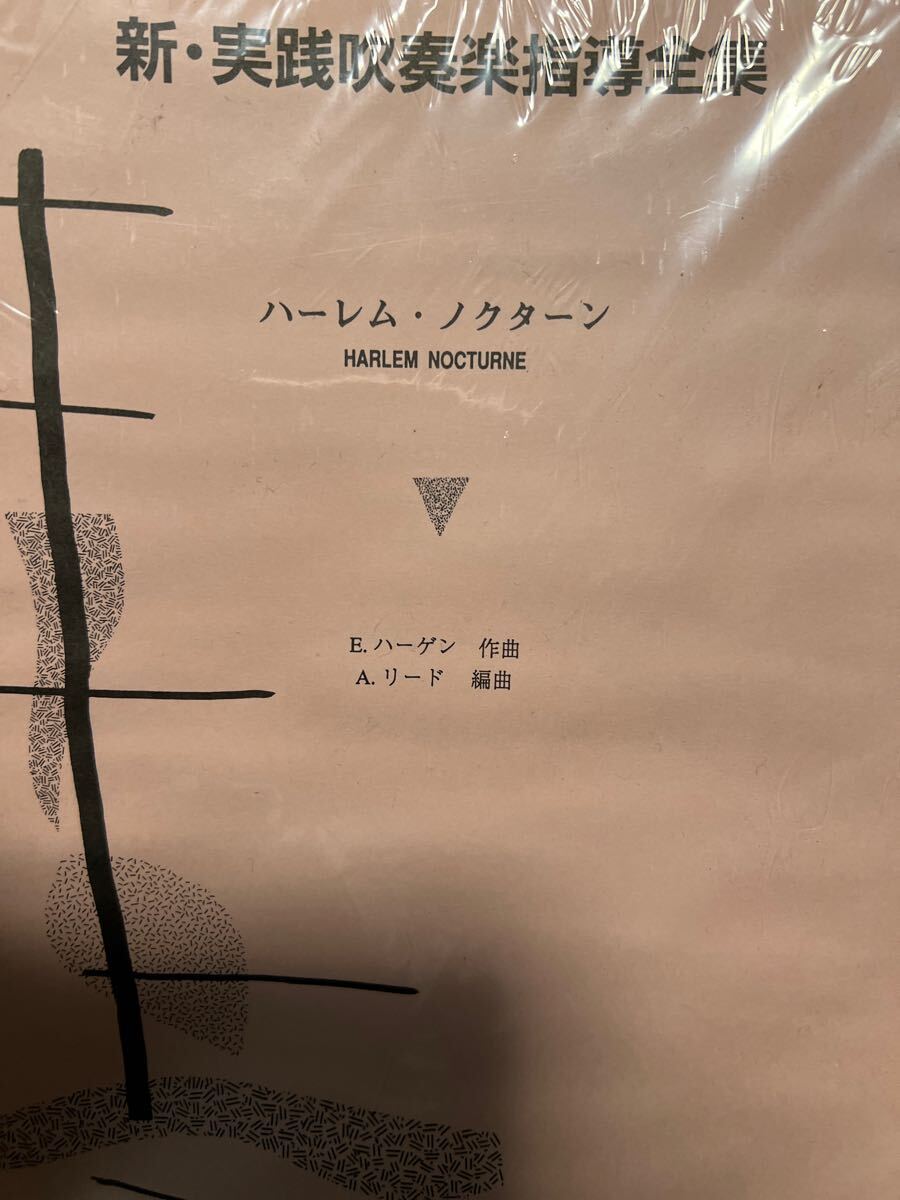 新・実践吹奏楽指導全集
ハーレム・ノクターン
HARLEM NOCTURNE
E. ハーゲン 作曲
A. リード 編曲